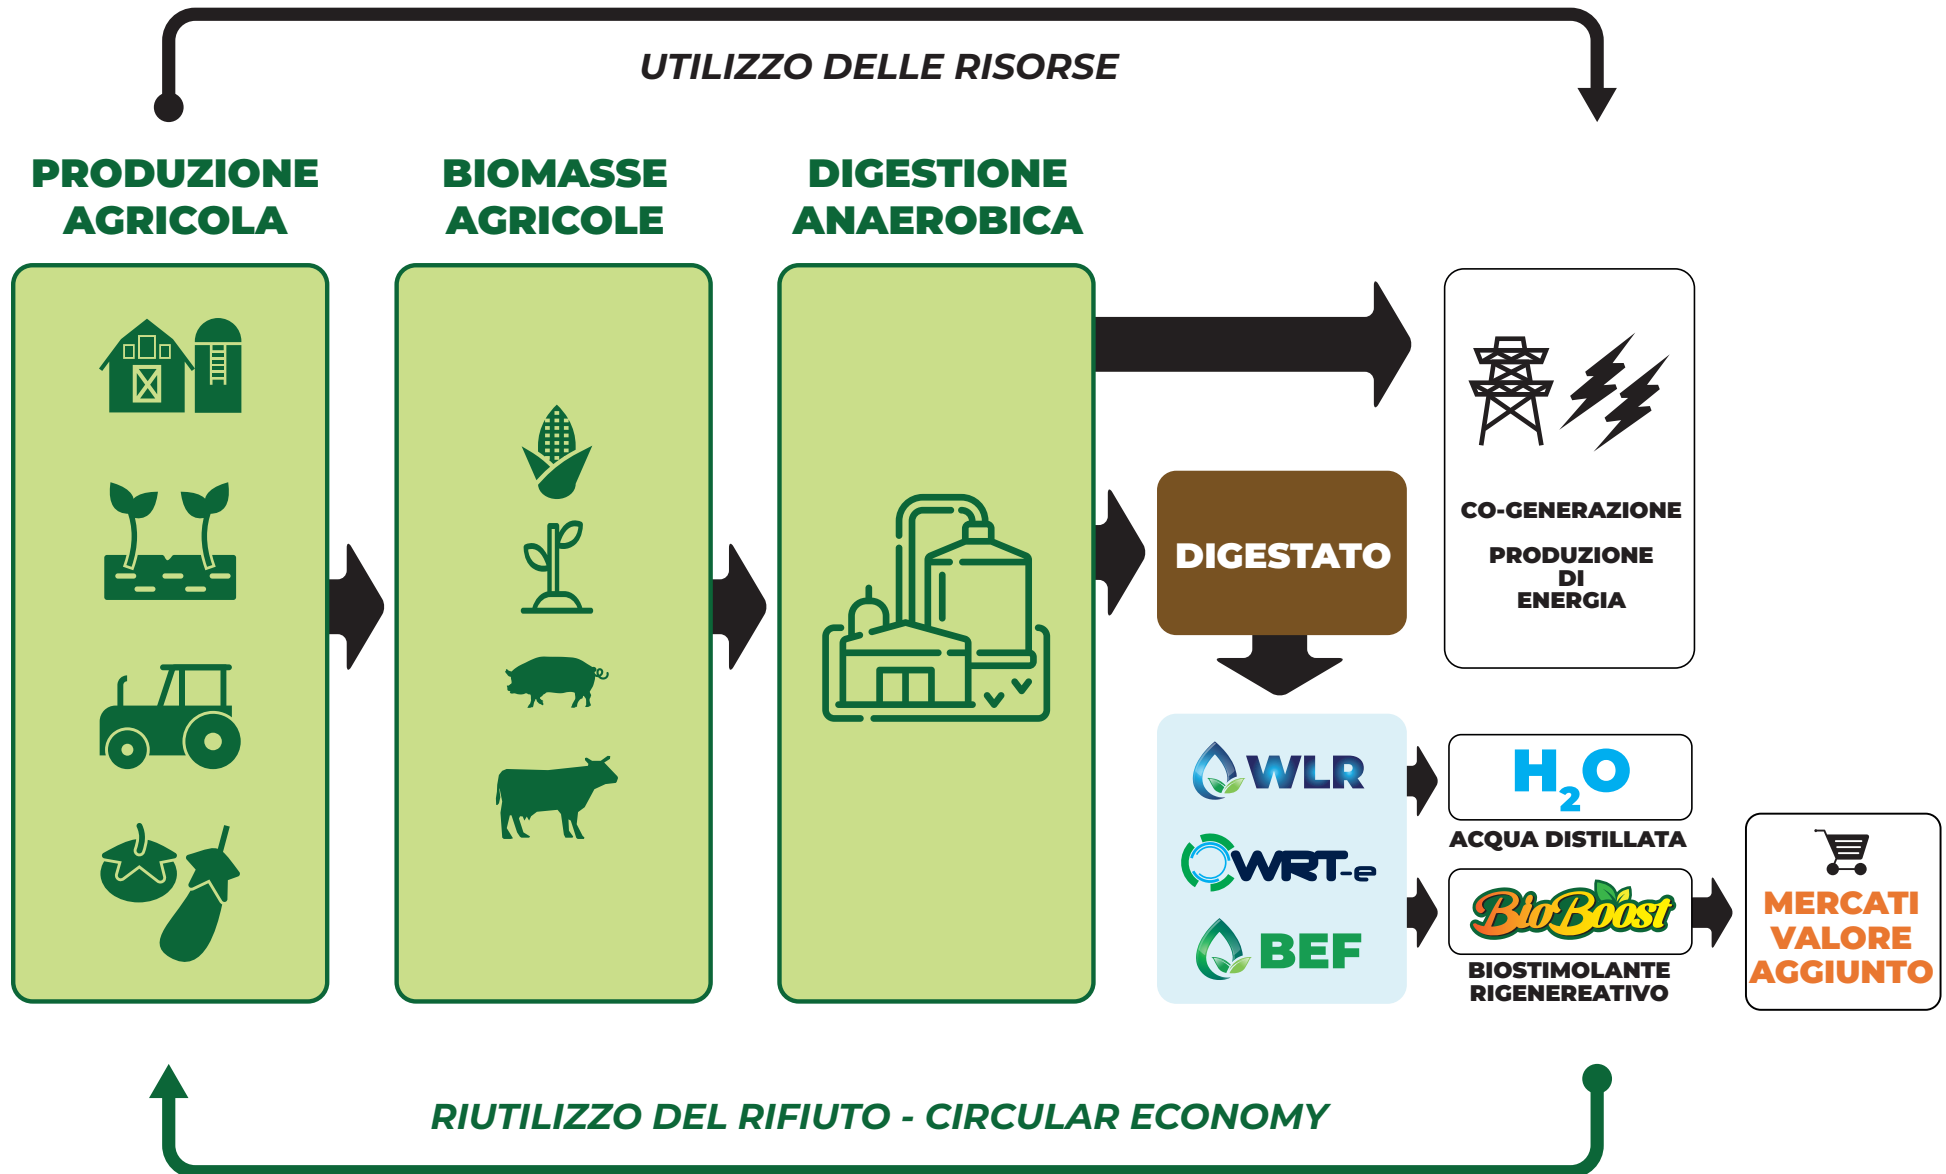 UTILIZZO DELLE RISORSE
PRODUZIONE
AGRICOLA
BIOMASSE
AGRICOLE
DIGESTIONE
ANAEROBICA
CO-GENERAZIONE
PRODUZIONE
DI
ENERGIA
DIGESTATO
WLR
WRT-e
BEF
H2O
ACQUA DISTILLATA
BioBoost
BIOSTIMOLANTE
RIGENEREATIVO
MERCATI
VALORE
AGGIUNTO
RIUTILIZZO DEL RIFIUTO - CIRCULAR ECONOMY